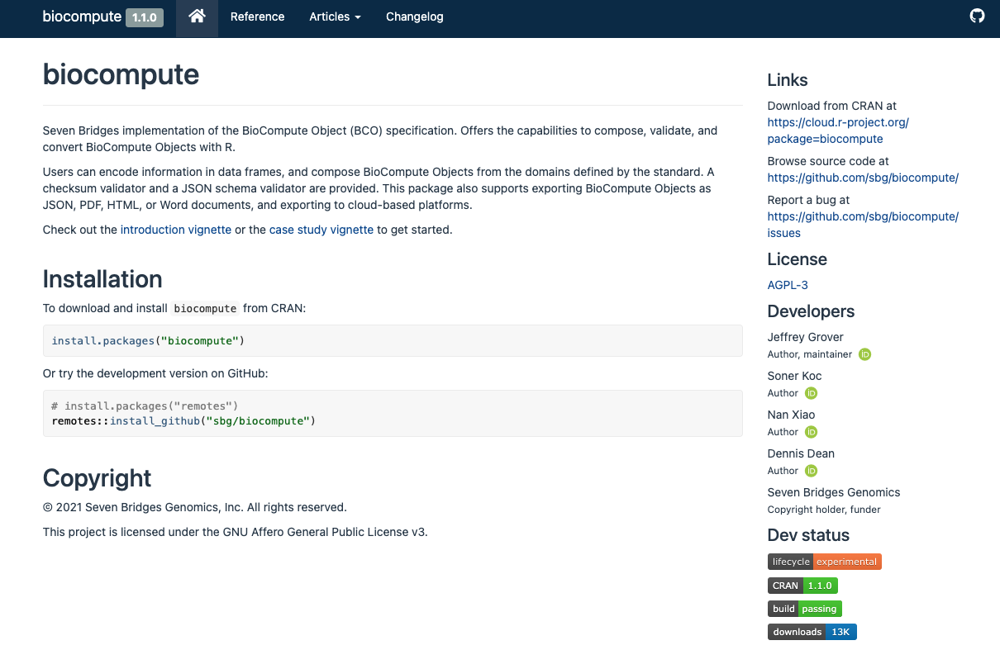 biocompute 1.1.0 Reference Articles Changelog
biocompute
Seven Bridges implementation of the BioCompute Object (BCO) specification. Offers the capabilities to compose, validate, and
convert BioCompute Objects with R.
Users can encode information in data frames, and compose BioCompute Objects from the domains defined by the standard. A
checksum validator and a JSON schema validator are provided. This package also supports exporting BioCompute Objects as
JSON, PDF, HTML, or Word documents, and exporting to cloud-based platforms.
Check out the introduction vignette or the case study vignette to get started.
Installation
To download and install biocompute from CRAN:
install.packages("biocompute")
Or try the development version on GitHub:
# install.packages("remotes")
remotes::install_github("sbg/biocompute")
Copyright
© 2021 Seven Bridges Genomics, Inc. All rights reserved.
This project is licensed under the GNU Affero General Public License v3.
Links
Download from CRAN at
https://cloud.r-project.org/
package=biocompute
Browse source code at
https://github.com/sbg/biocompute/
Report a bug at
https://github.com/sbg/biocompute/
issues
License
AGPL-3
Developers
Jeffrey Grover
Author, maintainer iD
Soner Koc
Author iD
Nan Xiao
Author iD
Dennis Dean
Author iD
Seven Bridges Genomics
Copyright holder, funder
Dev status
lifecycle experimental
CRAN 1.1.0
build passing
downloads 13K